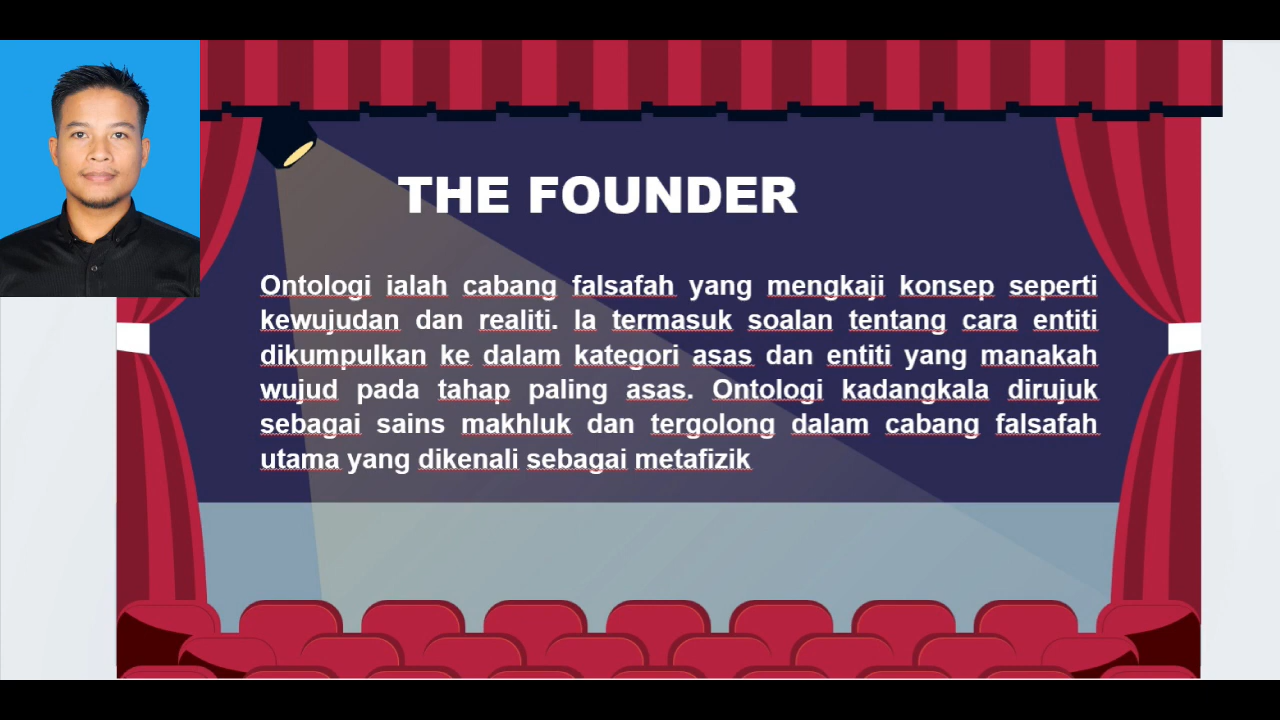 THE FOUNDER
Ontologi ialah cabang falsafah yang mengkaji konsep seperti
kewujudan dan realiti. Ia termasuk soalan tentang cara entiti
dikumpulkan ke dalam kategori asas dan entiti yang manakah
wujud pada tahap paling asas. Ontologi kadangkala dirujuk
sebagai sains makhluk dan tergolong dalam cabang falsafah
utama yang dikenali sebagai metafizik